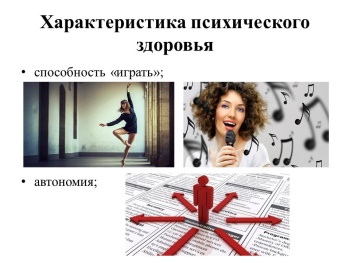 Характеристика психического
здоровья
• способность «играть»;
• автономия;